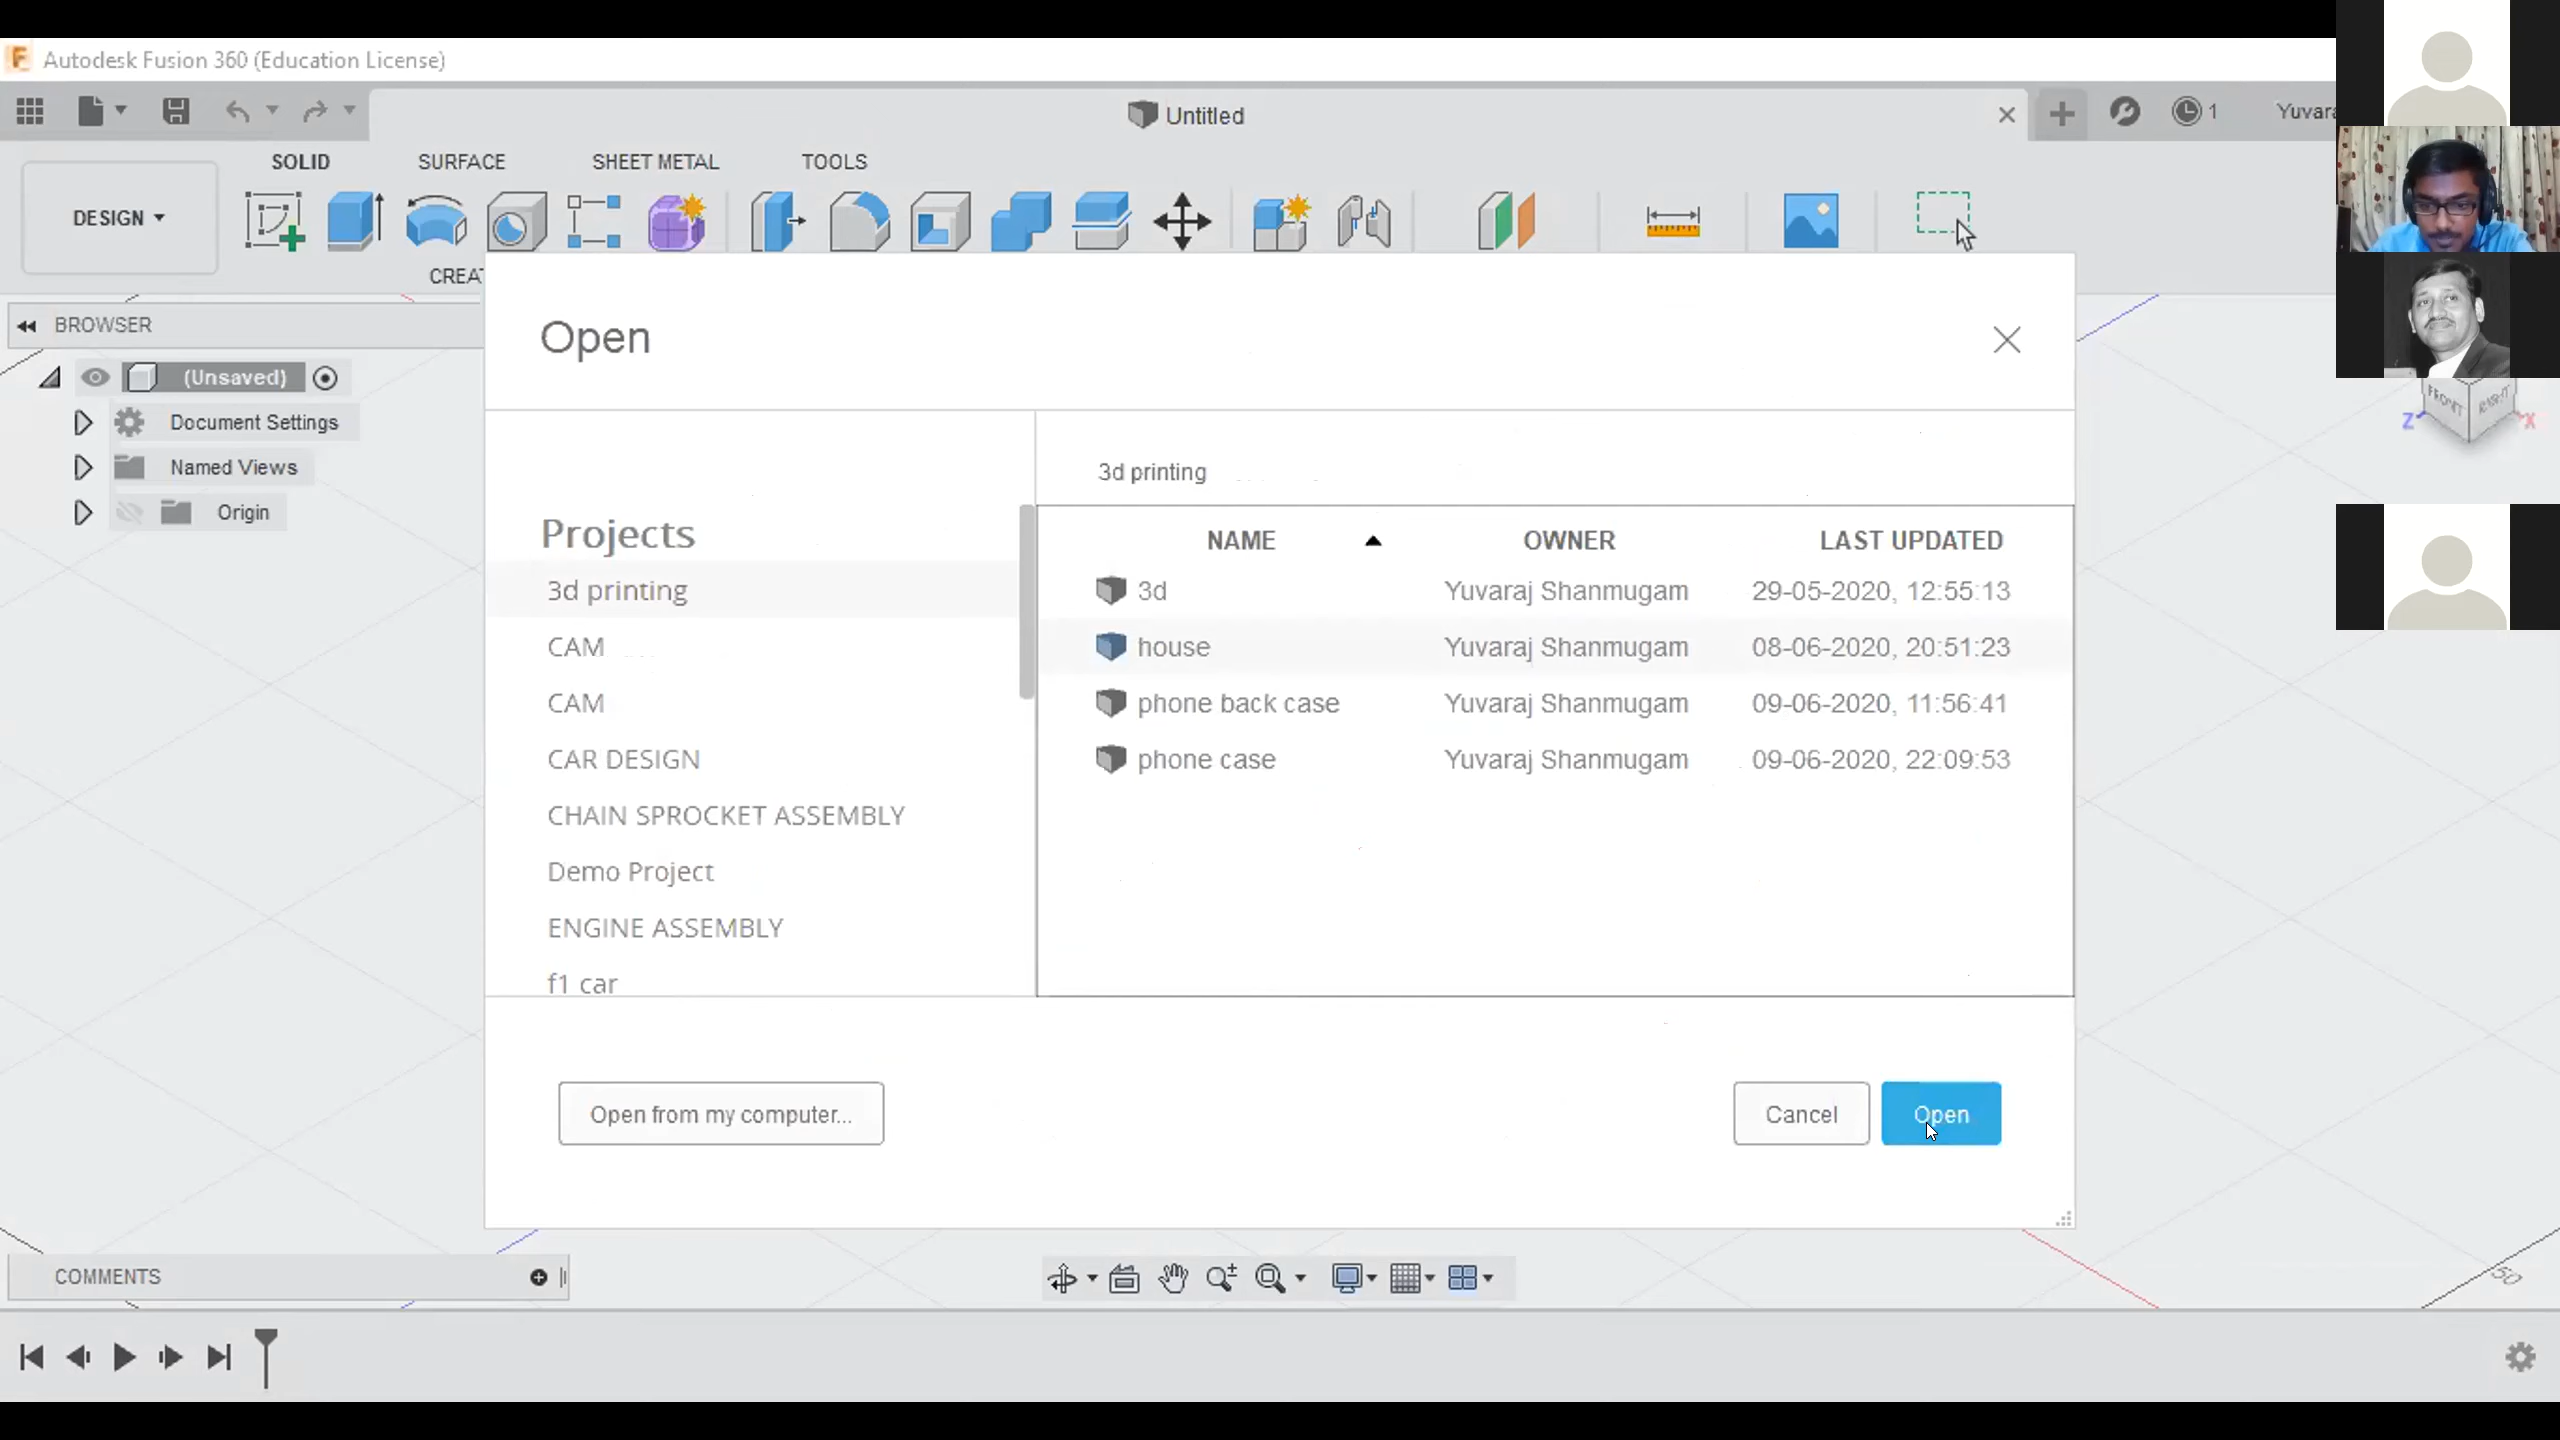 Autodesk Fusion 360 (Education License)
Untitled
1
SOLID SURFACE SHEET METAL TOOLS
DESIGN
BROWSER
(Unsaved)
Document Settings
Named Views
Origin
Open
3d printing
Projects
3d printing
CAM
CAM
CAR DESIGN
CHAIN SPROCKET ASSEMBLY
Demo Project
ENGINE ASSEMBLY
f1 car
NAME OWNER LAST UPDATED
3d Yuvaraj Shanmugam 29-05-2020, 12:55:13
house Yuvaraj Shanmugam 08-06-2020, 20:51:23
phone back case Yuvaraj Shanmugam 09-06-2020, 11:56:41
phone case Yuvaraj Shanmugam 09-06-2020, 22:09:53
Open from my computer...
Cancel
Open
FRONT
RIGHT
Z
X
COMMENTS
50